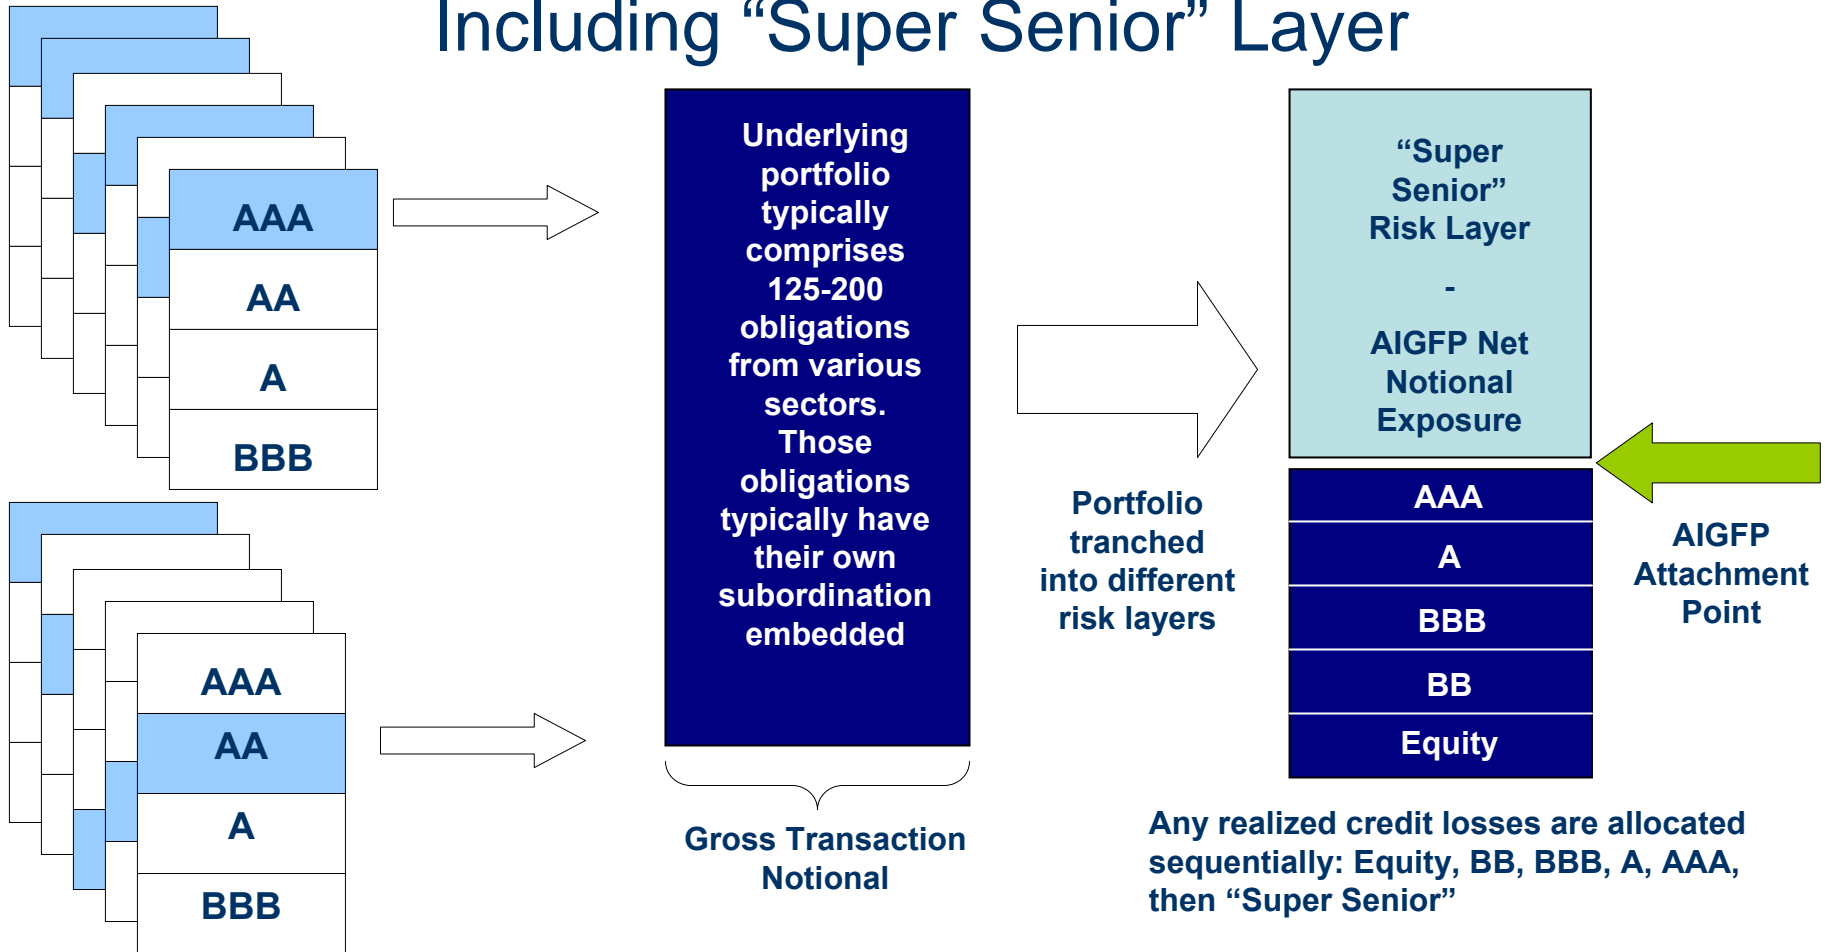 Including “Super Senior” Layer
AAA
AA
A
BBB
AAA
AA
A
BBB
Underlying
portfolio
typically
comprises
125-200
obligations
from various
sectors.
Those
obligations
typically have
their own
subordination
embedded
Gross Transaction
Notional
Portfolio
tranched
into different
risk layers
“Super
Senior”
Risk Layer
-
AIGFP Net
Notional
Exposure
AAA
A
BBB
BB
Equity
AIGFP
Attachment
Point
Any realized credit losses are allocated
sequentially: Equity, BB, BBB, A, AAA,
then “Super Senior”